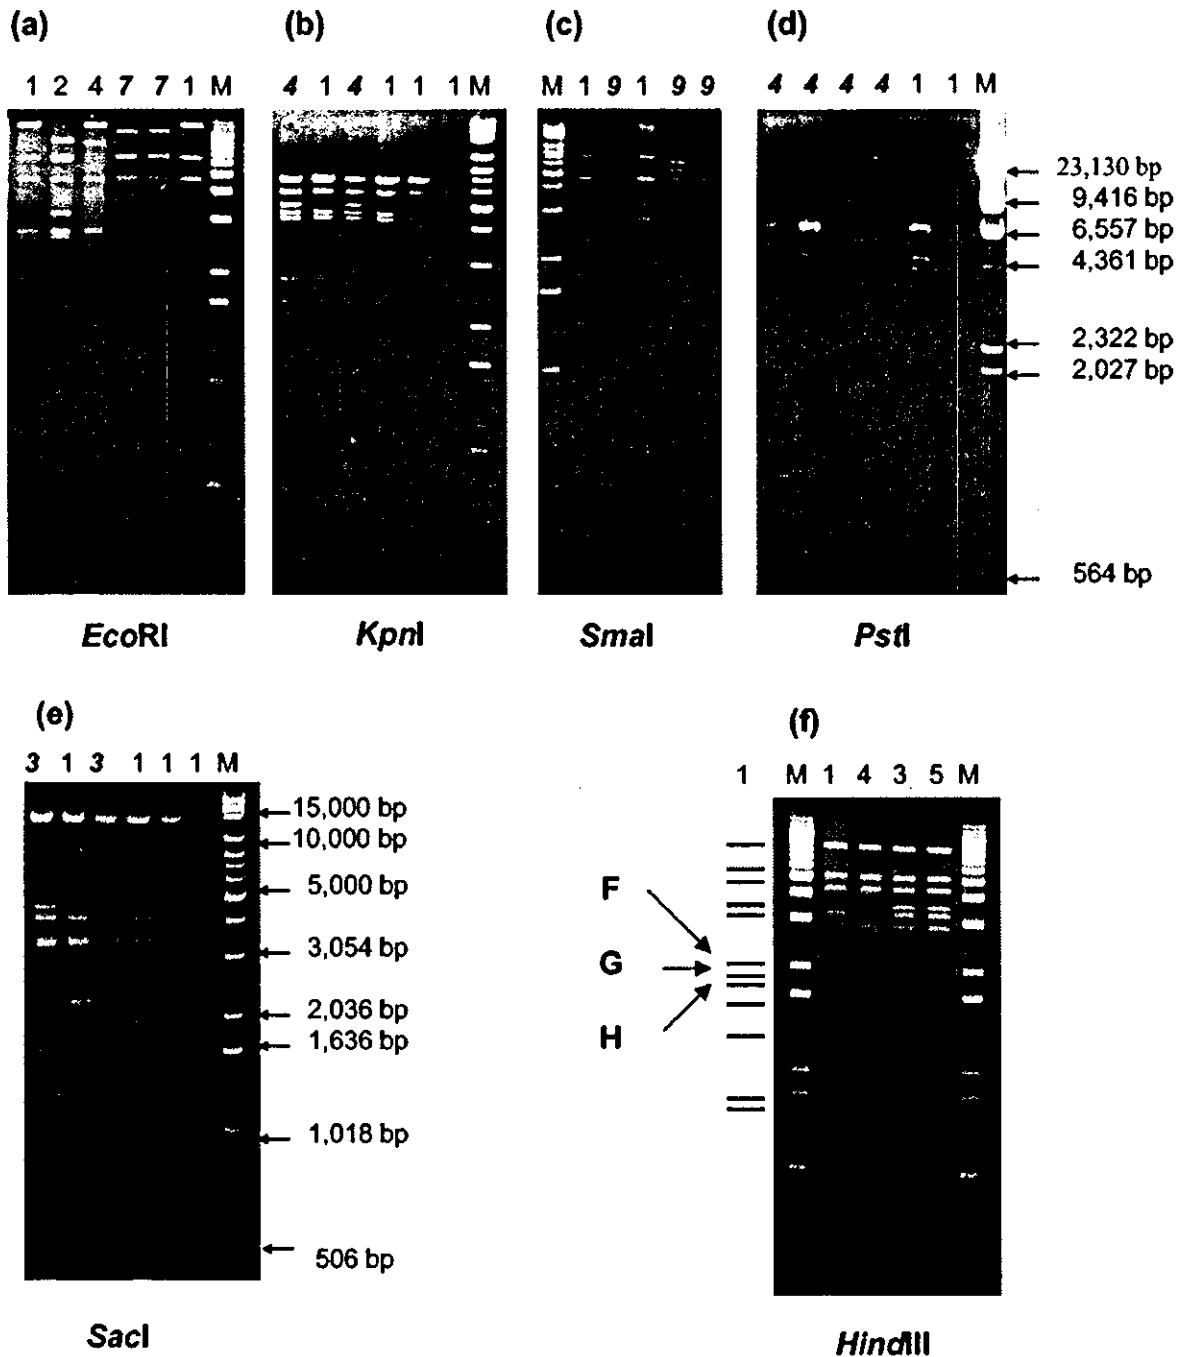 (a)
1 2 4 7 7 1 M
EcoRI
(b)
4 1 4 1 1 1 M
KpnI
(c)
M 1 9 1 9 9
SmaI
(d)
4 4 4 4 1 1 M
23,130 bp
9,416 bp
6,557 bp
4,361 bp
2,322 bp
2,027 bp
564 bp
PstI
(e)
3 1 3 1 1 1 M
15,000 bp
10,000 bp
5,000 bp
3,054 bp
2,036 bp
1,636 bp
1,018 bp
506 bp
SacI
(f)
1 M 1 4 3 5 M
F
G
H
HindIII